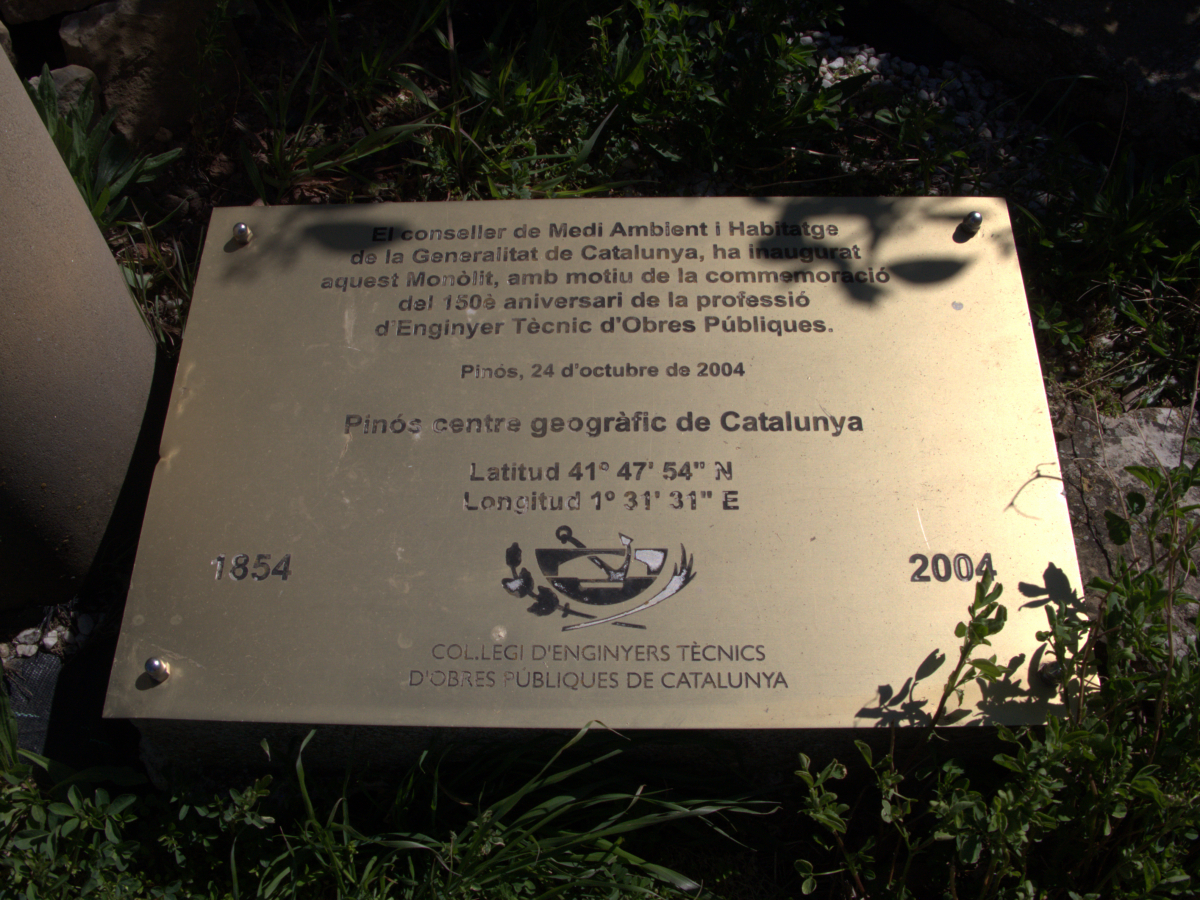 El conseller de Medi Ambient i Habitatge
de la Generalitat de Catalunya, ha inaugurat
aquest Monòlit, amb motiu de la commemoració
del 150è aniversari de la professió
d'Enginyer Tècnic d'Obres Públiques.
Pinós, 24 d'octubre de 2004
Pinós centre geogràfic de Catalunya
Latitud 41º 47' 54" N
Longitud 1º 31' 31" E
1854
2004
COL.LEGI D'ENGINYERS TÈCNICS
D'OBRES PÚBLIQUES DE CATALUNYA